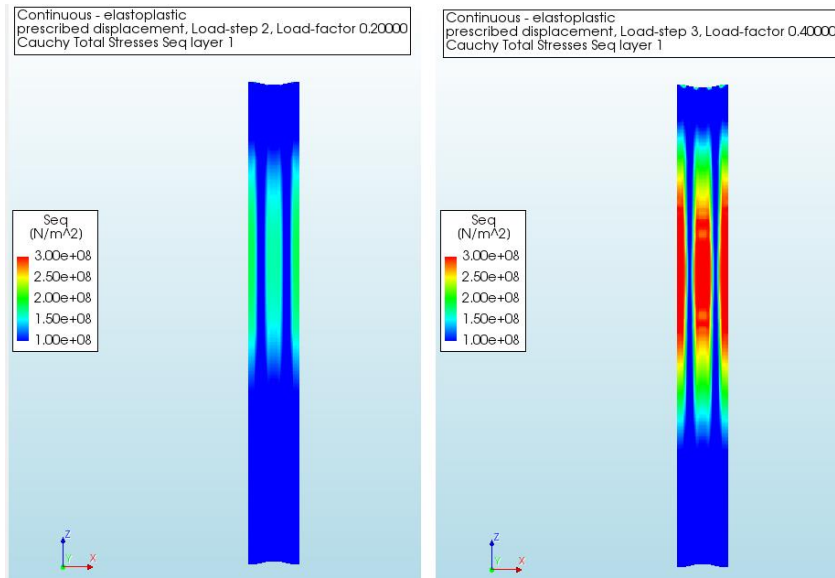 Continuous - elastoplastic
prescribed displacement, Load-step 2, Load-factor 0.20000
Cauchy Total Stresses Seq layer 1
Seq
(N/m^2)
3.00e+08
2.50e+08
2.00e+08
1.50e+08
1.00e+08
Z
Y
X
Continuous - elastoplastic
prescribed displacement, Load-step 3, Load-factor 0.40000
Cauchy Total Stresses Seq layer 1
Seq
(N/m^2)
3.00e+08
2.50e+08
2.00e+08
1.50e+08
1.00e+08
Z
Y
X